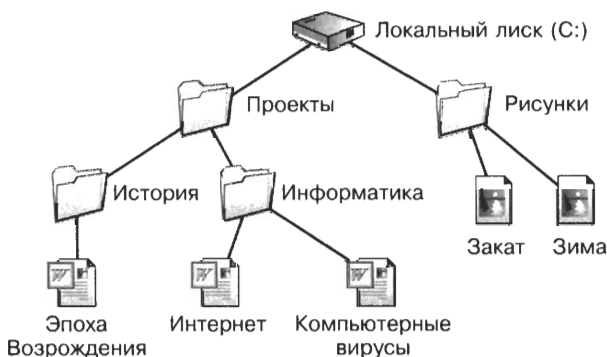 Локальный лиск (C:)
Проекты
Рисунки
История
Информатика
Закат
Зима
Эпоха
Возрождения
Интернет
Компьютерные
вирусы